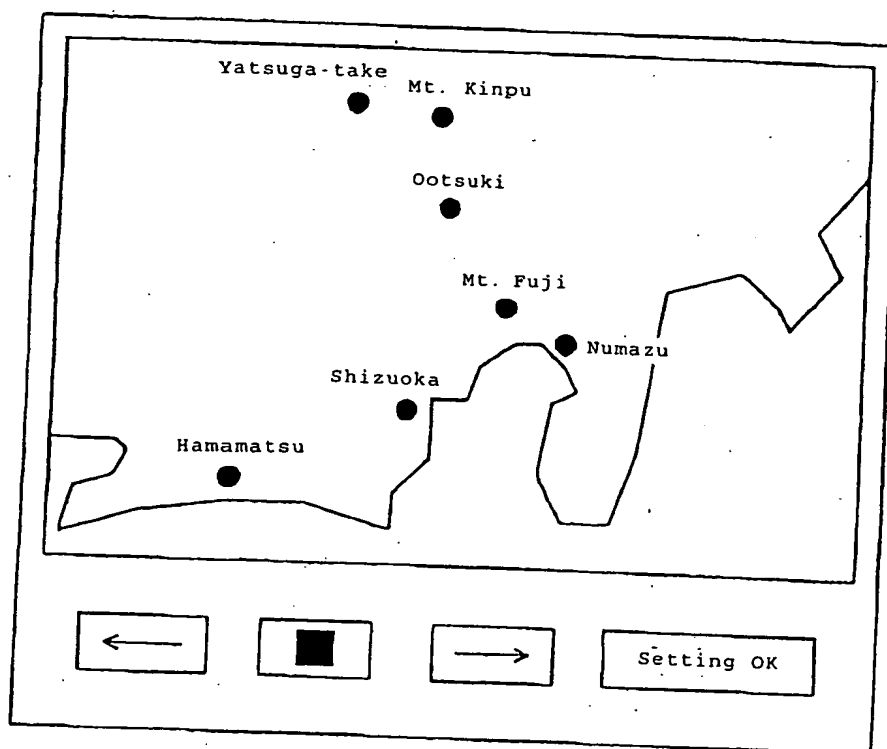 Yatsuga-take
Mt. Kinpu
Ootsuki
Mt. Fuji
Numazu
Shizuoka
Hamamatsu
Setting OK